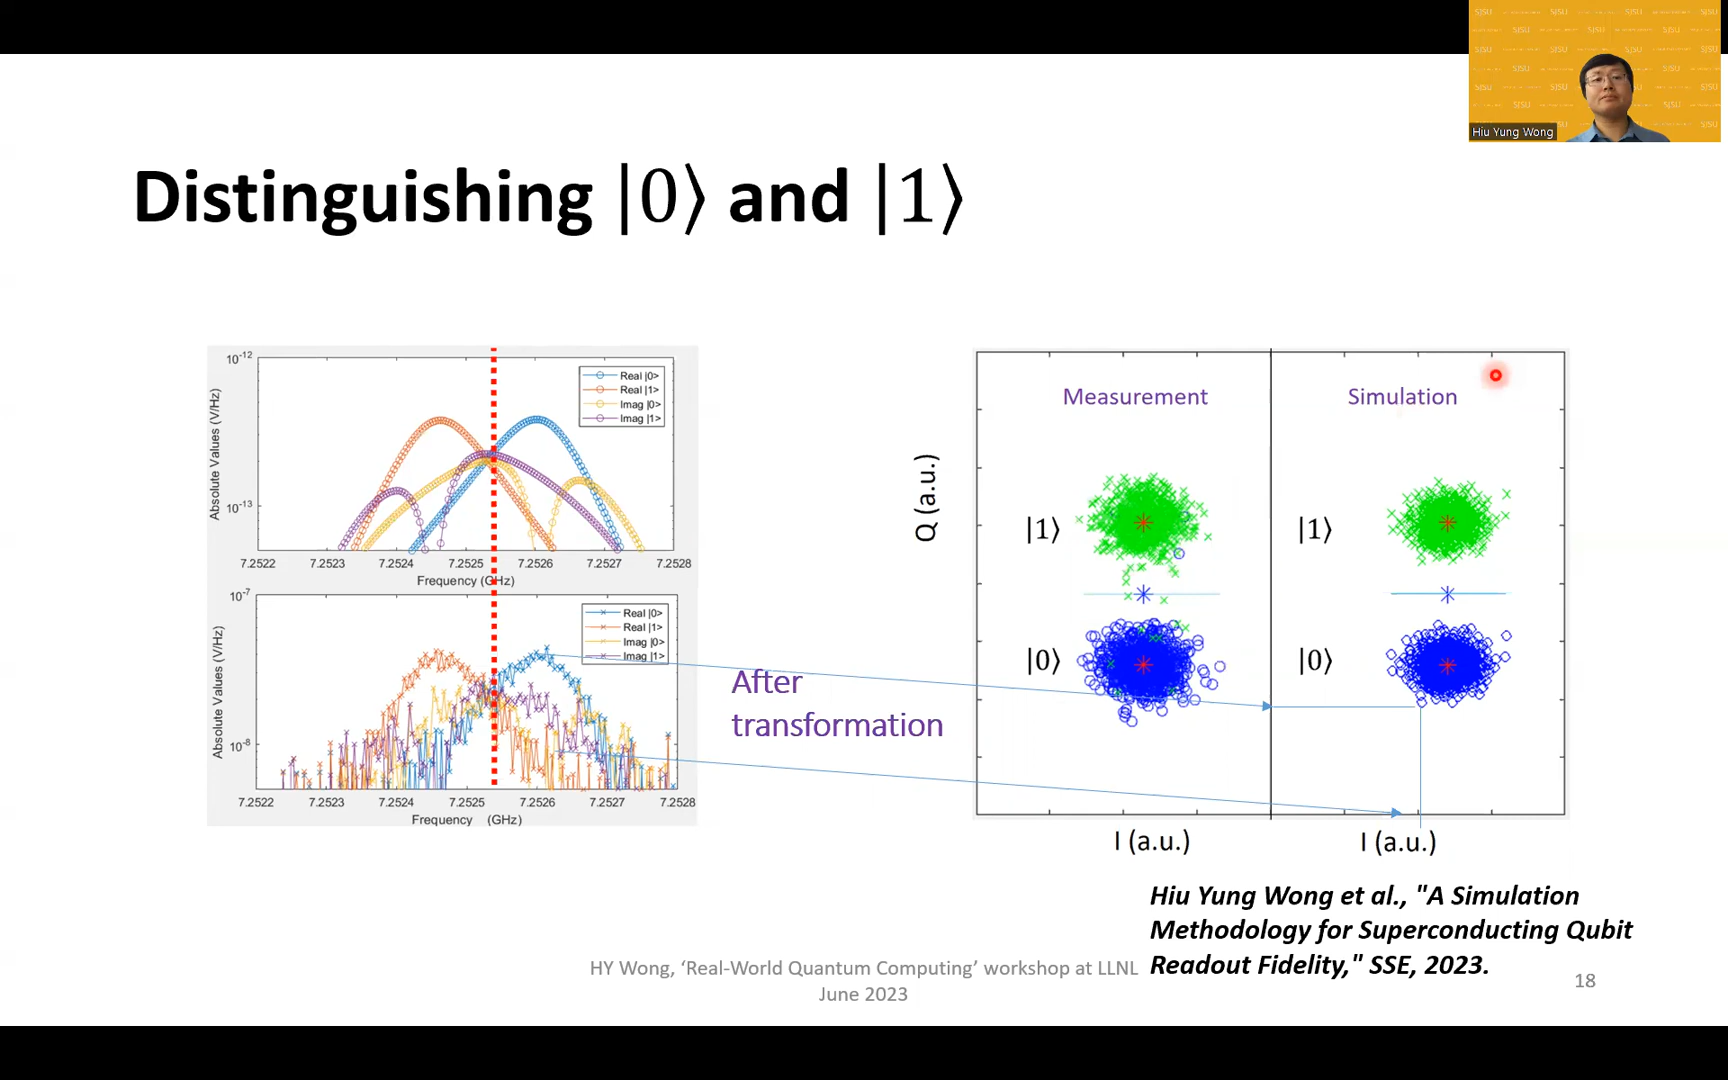 Hiu Yung Wong
Distinguishing |0⟩ and |1⟩
10⁻¹²
10⁻¹³
Absolute Values (V/Hz)
Real |0>
Real |1>
Imag |0>
Imag |1>
7.2522 7.2523 7.2524 7.2525 7.2526 7.2527 7.2528
Frequency (GHz)
10⁻⁷
10⁻⁸
Absolute Values (V/Hz)
Real |0>
Real |1>
Imag |0>
Imag |1>
7.2522 7.2523 7.2524 7.2525 7.2526 7.2527 7.2528
Frequency (GHz)
After
transformation
Q (a.u.)
Measurement
Simulation
|1⟩
|1⟩
|0⟩
|0⟩
I (a.u.)
I (a.u.)
Hiu Yung Wong et al., "A Simulation
Methodology for Superconducting Qubit
Readout Fidelity," SSE, 2023.
HY Wong, ‘Real-World Quantum Computing’ workshop at LLNL
June 2023
18